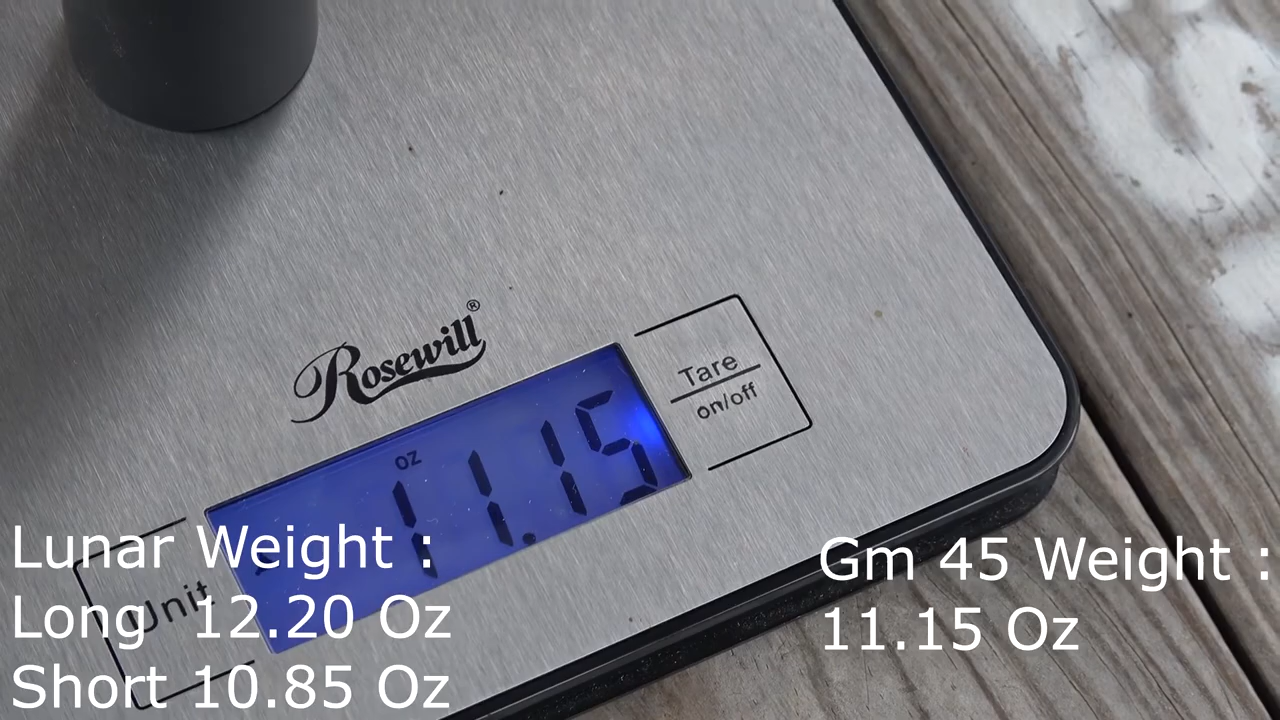 Rosewill®
Tare
on/off
oz
11.15
Unit
Lunar Weight :
Long 12.20 Oz
Short 10.85 Oz
Gm 45 Weight :
11.15 Oz